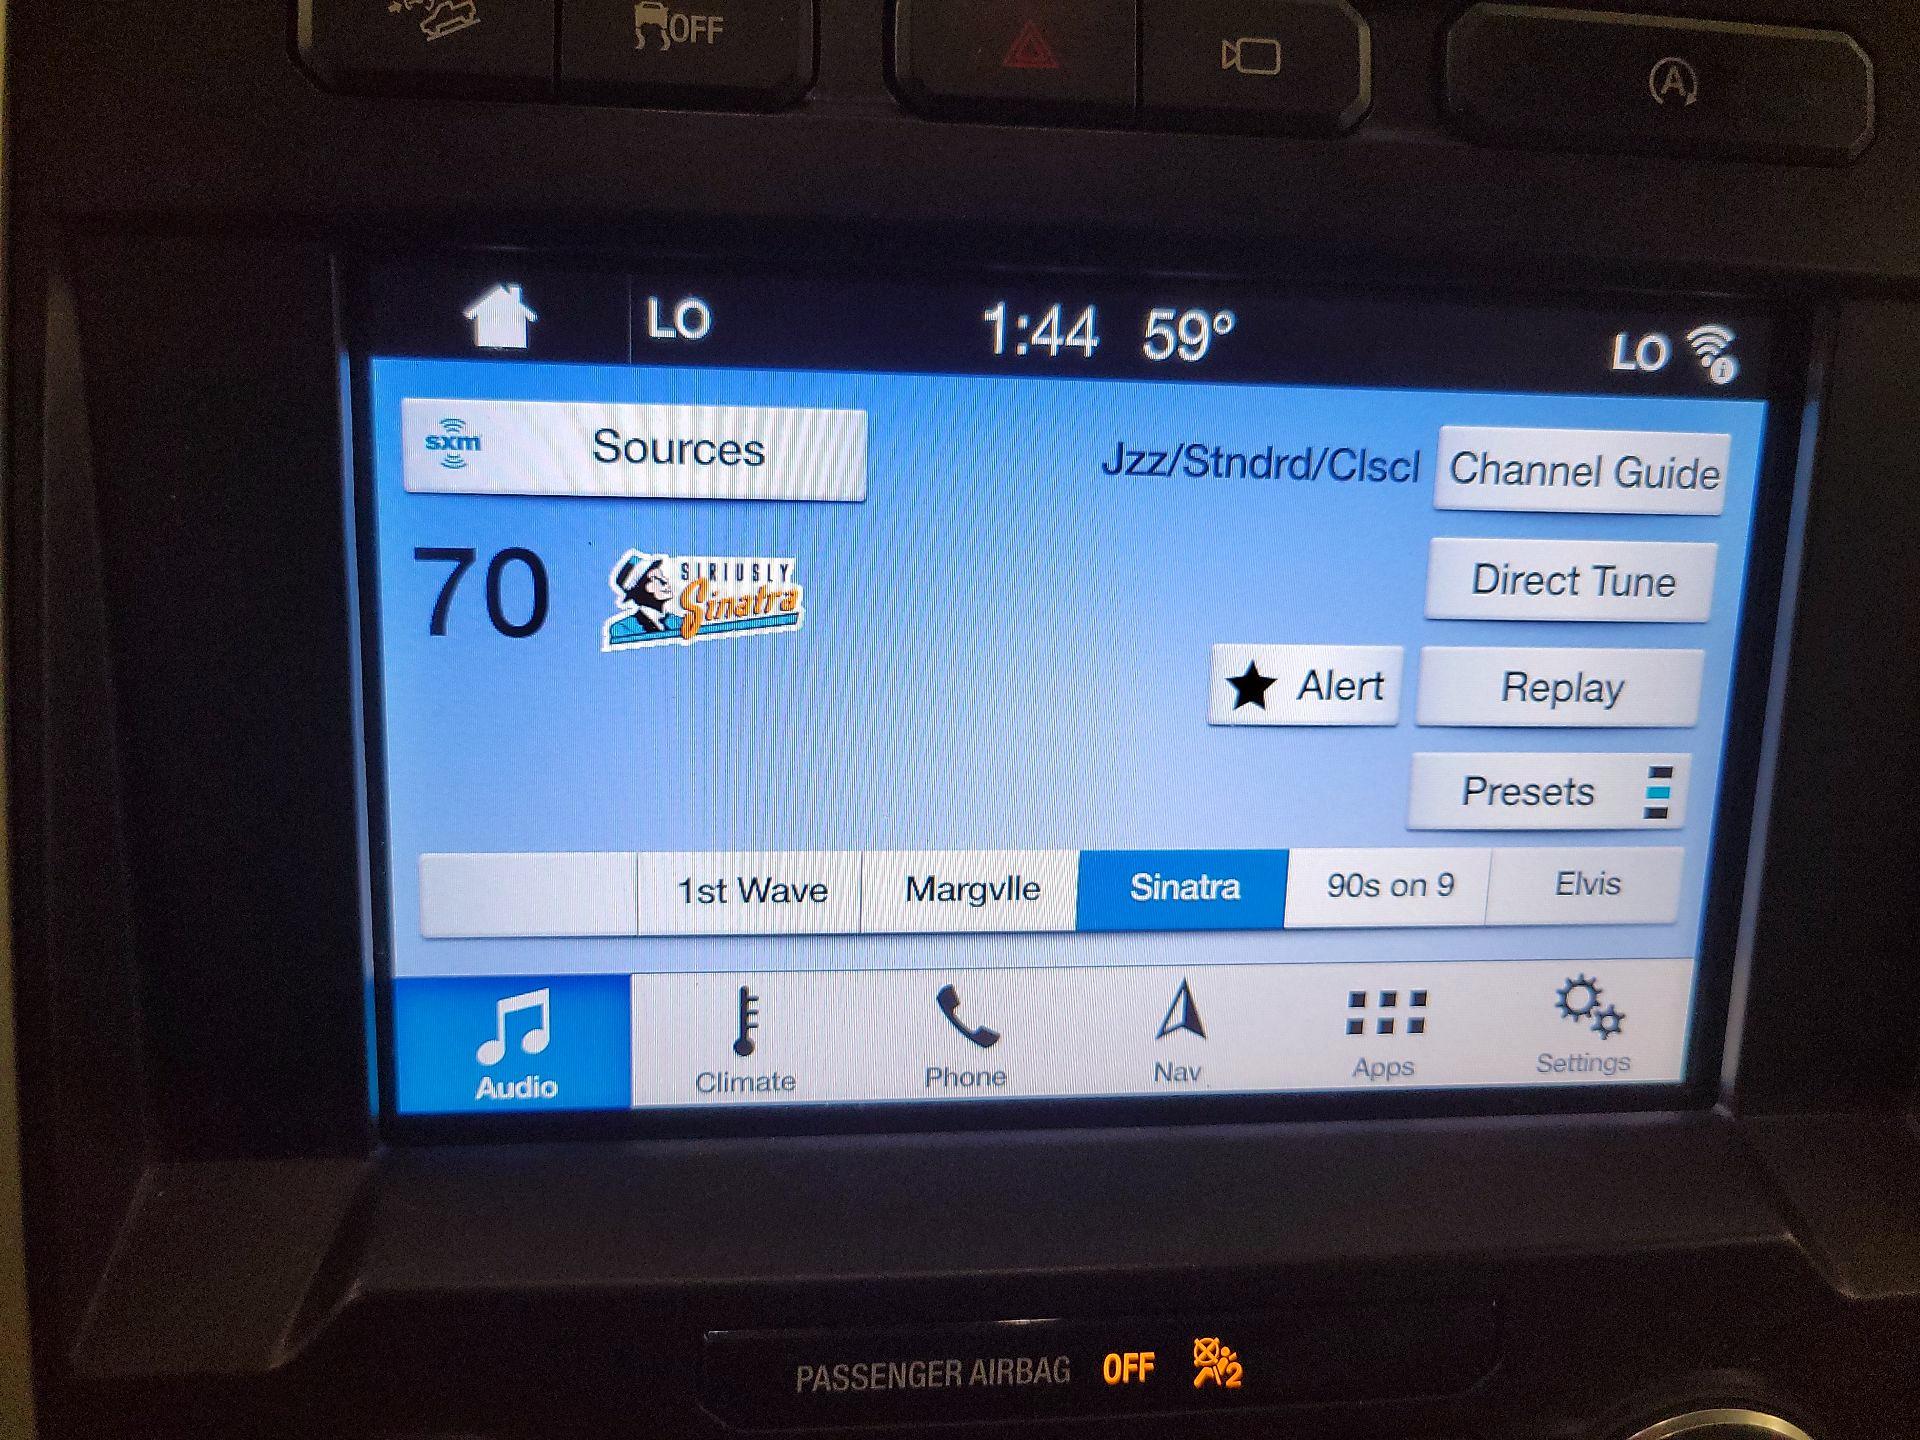 OFF
A
LO 1:44 59° LO
sxm Sources
Jzz/Stndrd/Clscl Channel Guide
70 SIRIUSLY
Sinatra
Direct Tune
Alert Replay
Presets
1st Wave Margvlle Sinatra 90s on 9 Elvis
Audio Climate Phone Nav Apps Settings
PASSENGER AIRBAG OFF 2